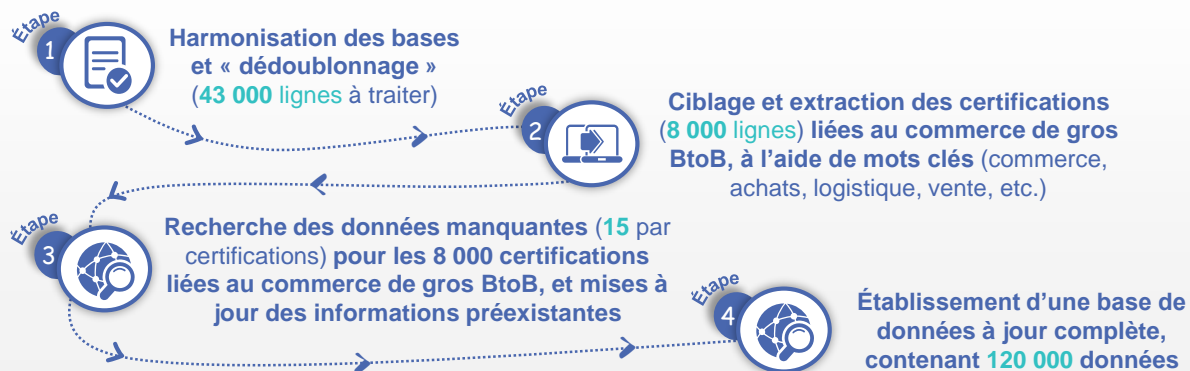 Étape
1
Harmonisation des bases
et « dédoublonnage »
(43 000 lignes à traiter)
Étape
2
Ciblage et extraction des certifications
(8 000 lignes) liées au commerce de gros
BtoB, à l’aide de mots clés (commerce,
achats, logistique, vente, etc.)
Étape
3
Recherche des données manquantes (15 par
certifications) pour les 8 000 certifications
liées au commerce de gros BtoB, et mises à
jour des informations préexistantes
Étape
4
Établissement d’une base de
données à jour complète,
contenant 120 000 données